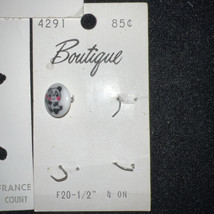 4291 85¢
Boutique
FRANCE
COUNT
F20-1/2" 4 ON